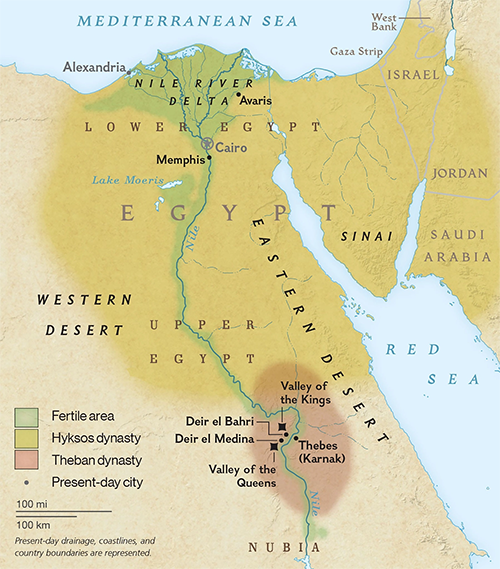 MEDITERRANEAN SEA
West
Bank
Gaza Strip
Alexandria
ISRAEL
NILE RIVER
DELTA
Avaris
LOWER EGYPT
Cairo
Memphis
JORDAN
Lake Moeris
EGYPT
Nile
SINAI
SAUDI
ARABIA
EASTERN DESERT
WESTERN
DESERT
UPPER
EGYPT
RED
SEA
Valley of
the Kings
Deir el Bahri
Deir el Medina
Thebes
(Karnak)
Valley of the
Queens
Nile
NUBIA
Fertile area
Hyksos dynasty
Theban dynasty
Present-day city
100 mi
100 km
Present-day drainage, coastlines, and
country boundaries are represented.